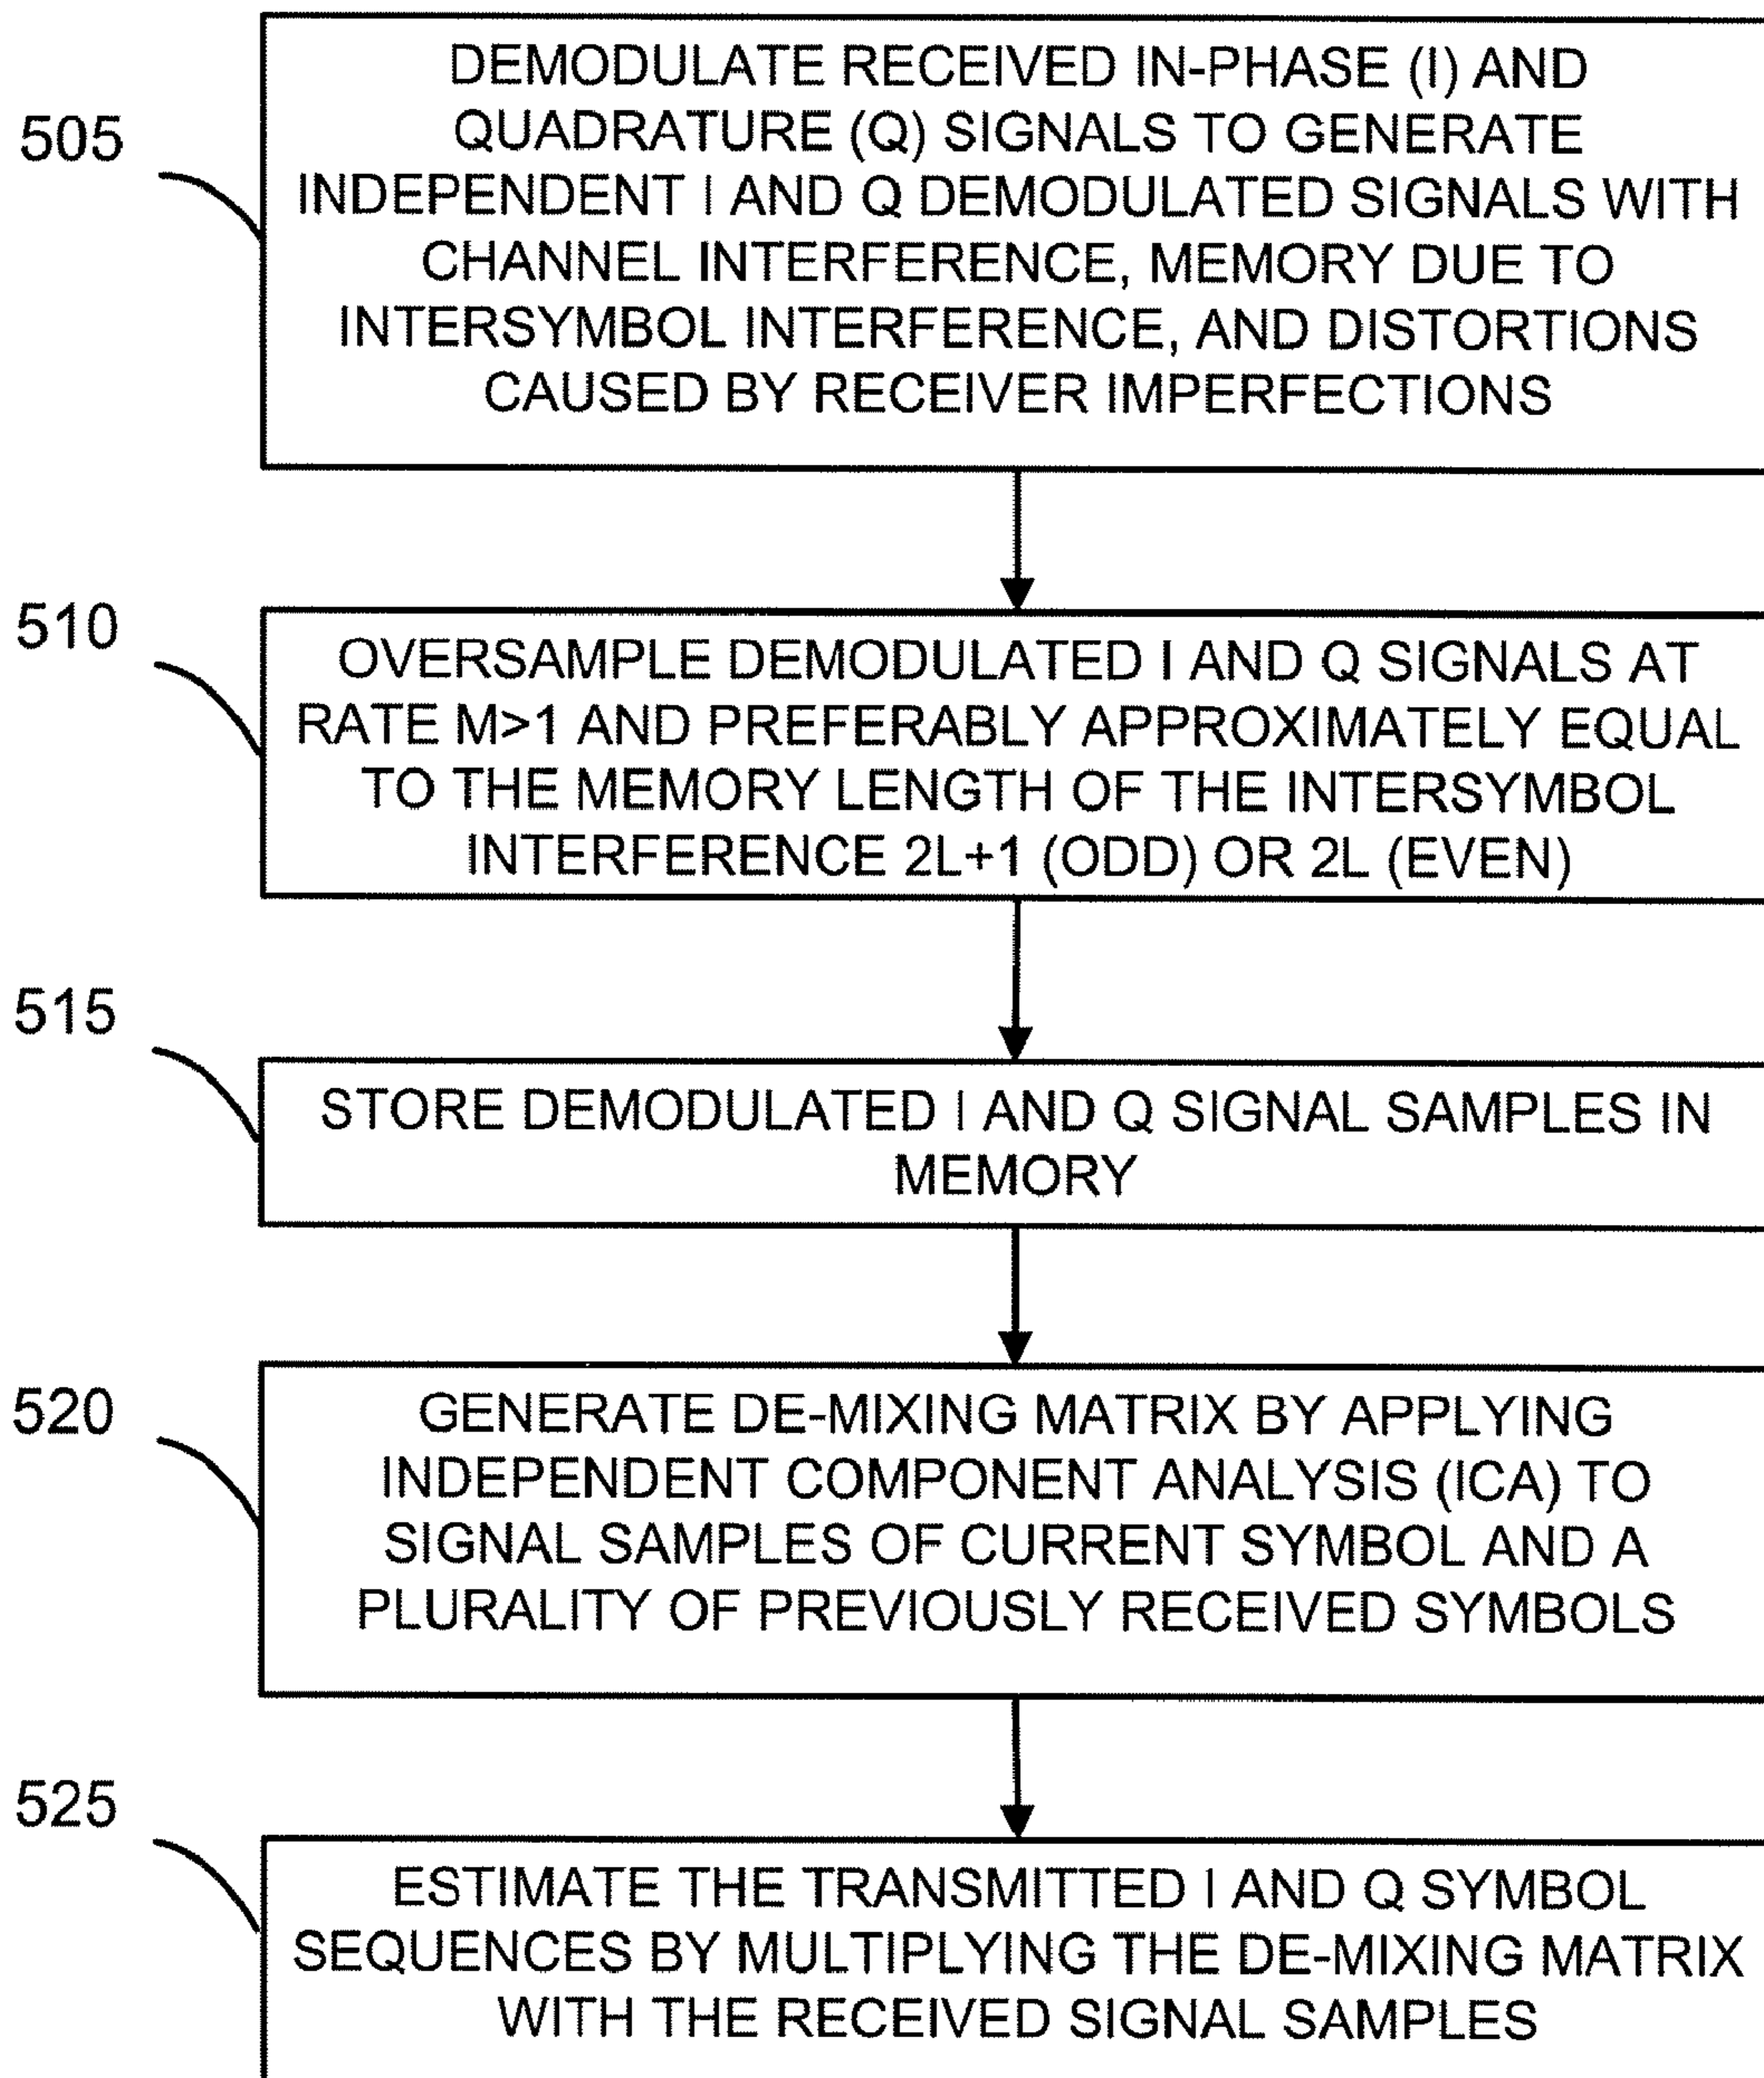 505
DEMODULATE RECEIVED IN-PHASE (I) AND
QUADRATURE (Q) SIGNALS TO GENERATE
INDEPENDENT I AND Q DEMODULATED SIGNALS WITH
CHANNEL INTERFERENCE, MEMORY DUE TO
INTERSYMBOL INTERFERENCE, AND DISTORTIONS
CAUSED BY RECEIVER IMPERFECTIONS
510
OVERSAMPLE DEMODULATED I AND Q SIGNALS AT
RATE M>1 AND PREFERABLY APPROXIMATELY EQUAL
TO THE MEMORY LENGTH OF THE INTERSYMBOL
INTERFERENCE 2L+1 (ODD) OR 2L (EVEN)
515
STORE DEMODULATED I AND Q SIGNAL SAMPLES IN
MEMORY
520
GENERATE DE-MIXING MATRIX BY APPLYING
INDEPENDENT COMPONENT ANALYSIS (ICA) TO
SIGNAL SAMPLES OF CURRENT SYMBOL AND A
PLURALITY OF PREVIOUSLY RECEIVED SYMBOLS
525
ESTIMATE THE TRANSMITTED I AND Q SYMBOL
SEQUENCES BY MULTIPLYING THE DE-MIXING MATRIX
WITH THE RECEIVED SIGNAL SAMPLES